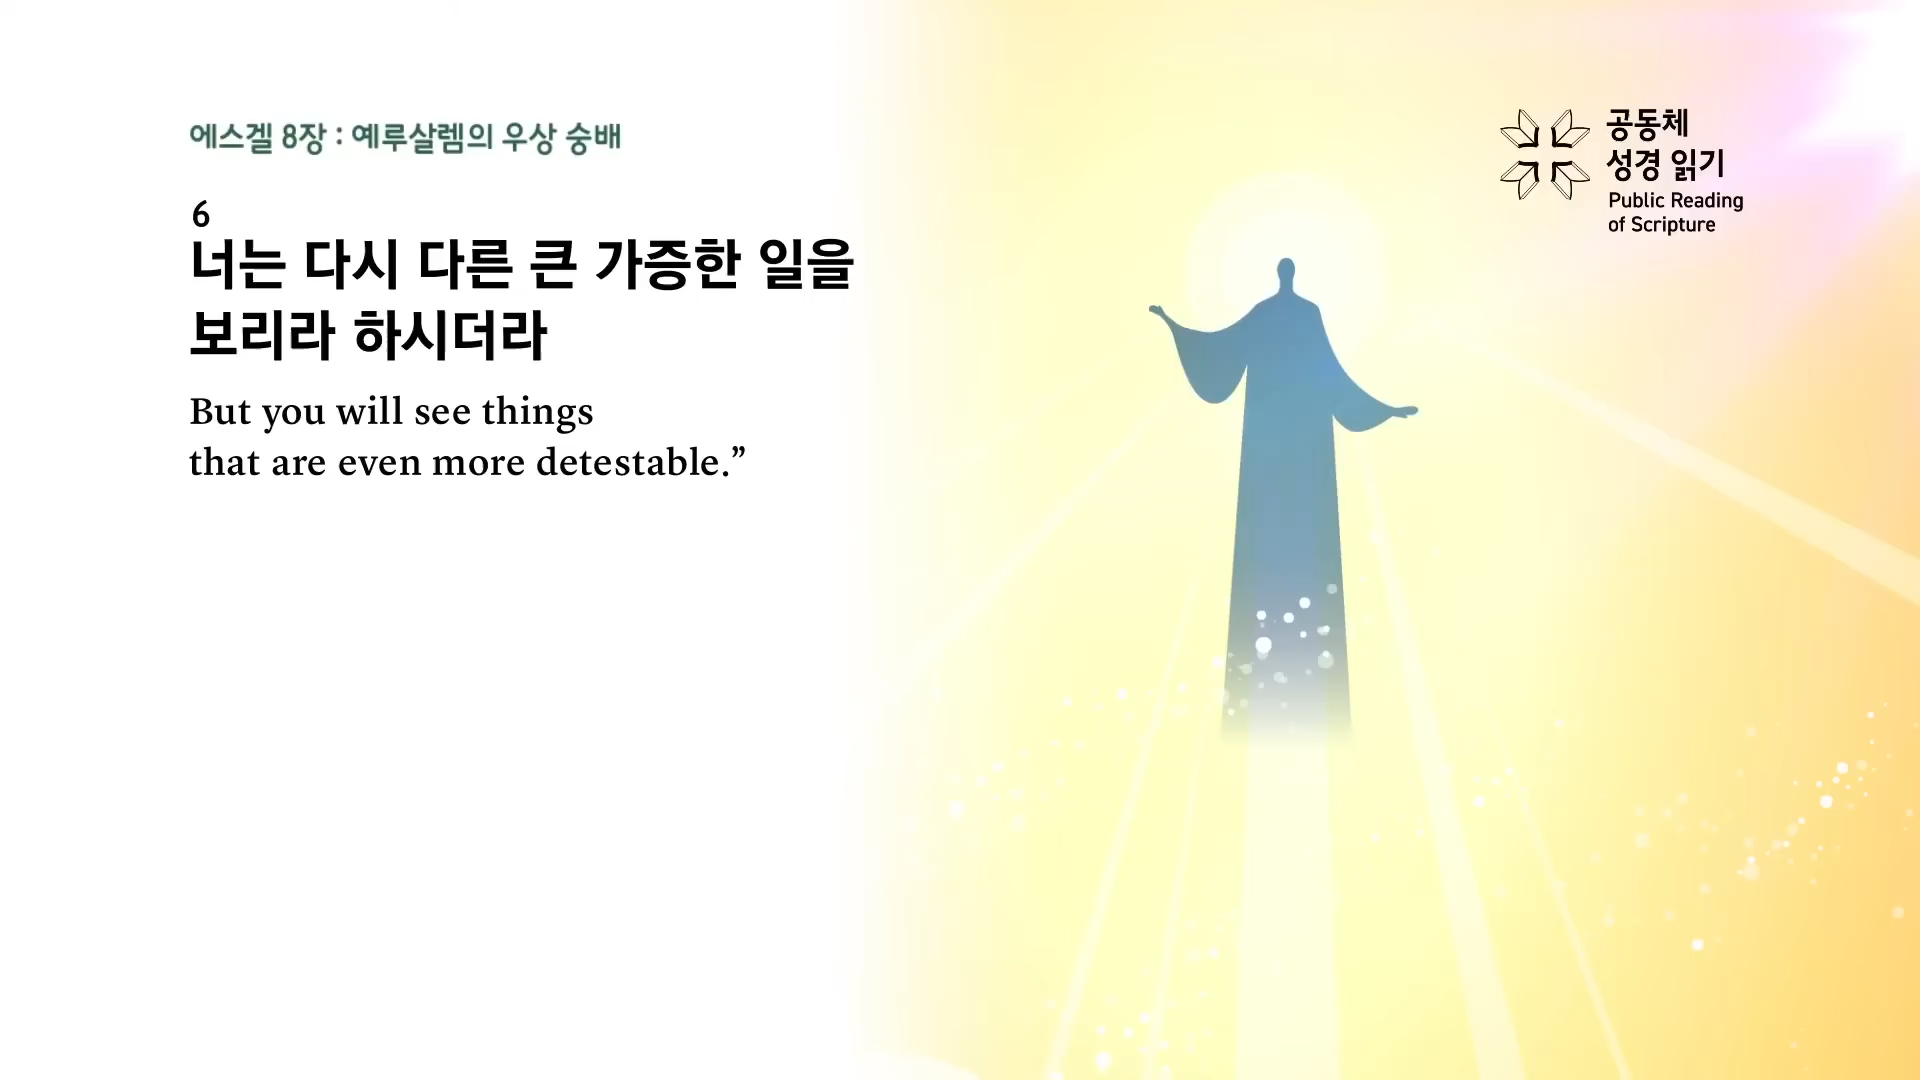 에스겔 8장 : 예루살렘의 우상 숭배
6
너는 다시 다른 큰 가증한 일을
보리라 하시더라
But you will see things
that are even more detestable.”
공동체
성경 읽기
Public Reading
of Scripture